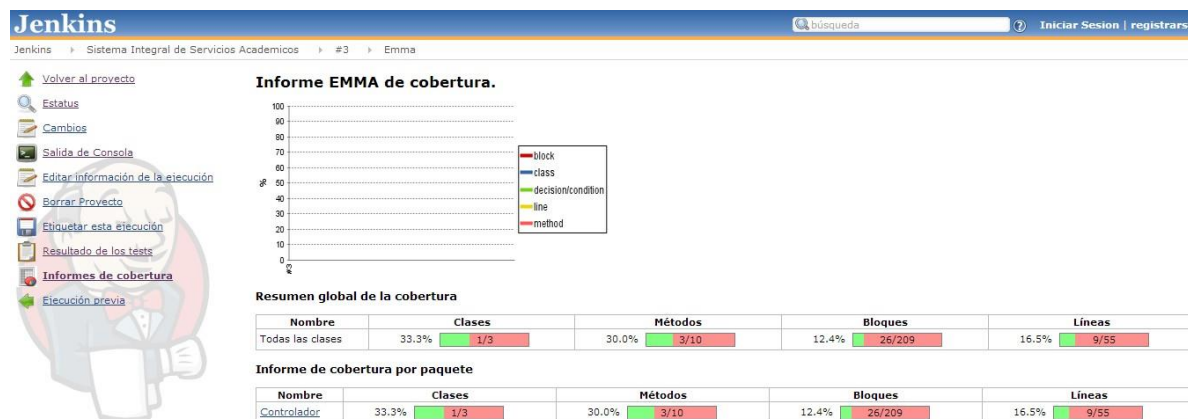 Jenkins
búsqueda
Iniciar Sesion | registrars
Jenkins Sistema Integral de Servicios Academicos #3 Emma
Volver al proyecto
Estatus
Cambios
Salida de Consola
Editar información de la ejecución
Borrar Proyecto
Etiquetar esta ejecución
Resultado de los tests
Informes de cobertura
Ejecución previa
Informe EMMA de cobertura.
100
90
80
70
60
50
40
30
20
10
0
%
#3
block
class
decision/condition
line
method
Resumen global de la cobertura
Nombre Clases Métodos Bloques Líneas
Todas las clases 33.3% 1/3 30.0% 3/10 12.4% 26/209 16.5% 9/55
Informe de cobertura por paquete
Nombre Clases Métodos Bloques Líneas
Controlador 33.3% 1/3 30.0% 3/10 12.4% 26/209 16.5% 9/55